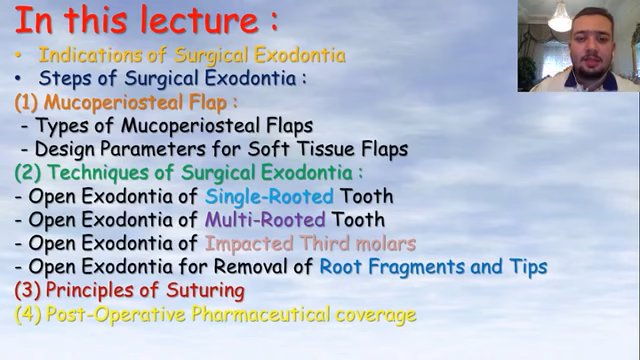 In this lecture :
• Indications of Surgical Exodontia
• Steps of Surgical Exodontia :
(1) Mucoperiosteal Flap :
- Types of Mucoperiosteal Flaps
- Design Parameters for Soft Tissue Flaps
(2) Techniques of Surgical Exodontia :
- Open Exodontia of Single-Rooted Tooth
- Open Exodontia of Multi-Rooted Tooth
- Open Exodontia of Impacted Third molars
- Open Exodontia for Removal of Root Fragments and Tips
(3) Principles of Suturing
(4) Post-Operative Pharmaceutical coverage